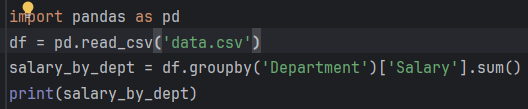 import pandas as pd
df = pd.read_csv('data.csv')
salary_by_dept = df.groupby('Department')['Salary'].sum()
print(salary_by_dept)